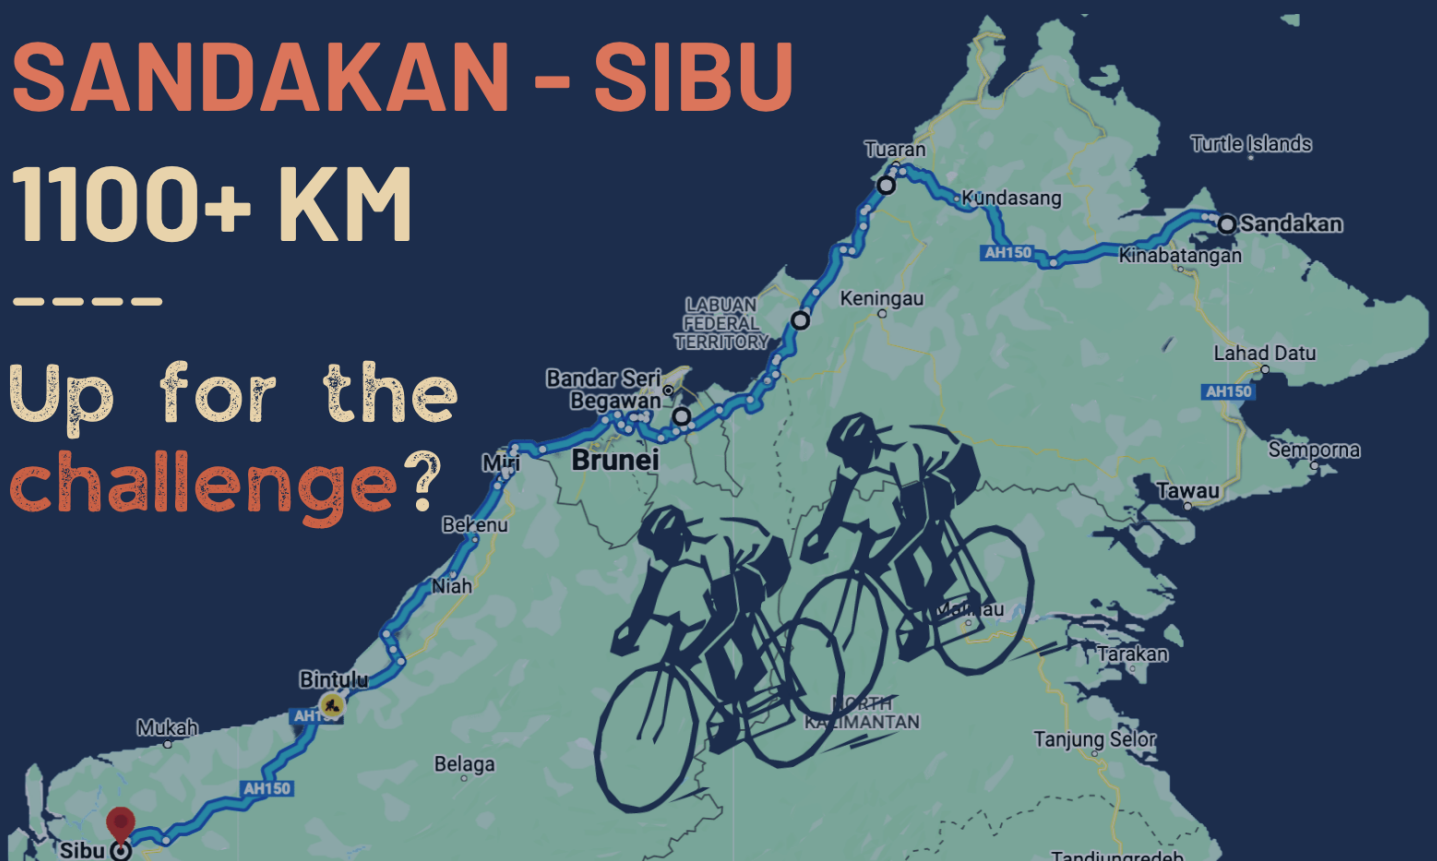 SANDAKAN - SIBU
1100+ KM
----
Up for the
challenge?
Tuaran
Turtle Islands
Kundasang
Sandakan
AH150
Kinabatangan
LABUAN
FEDERAL
TERRITORY
Keningau
Lahad Datu
AH150
Bandar Seri
Begawan
Miri
Brunei
Semporna
Tawau
Bekenu
Niah
Tarakan
Bintulu
Mukah
NORTH
KALIMANTAN
Tanjung Selor
Belaga
AH150
Sibu